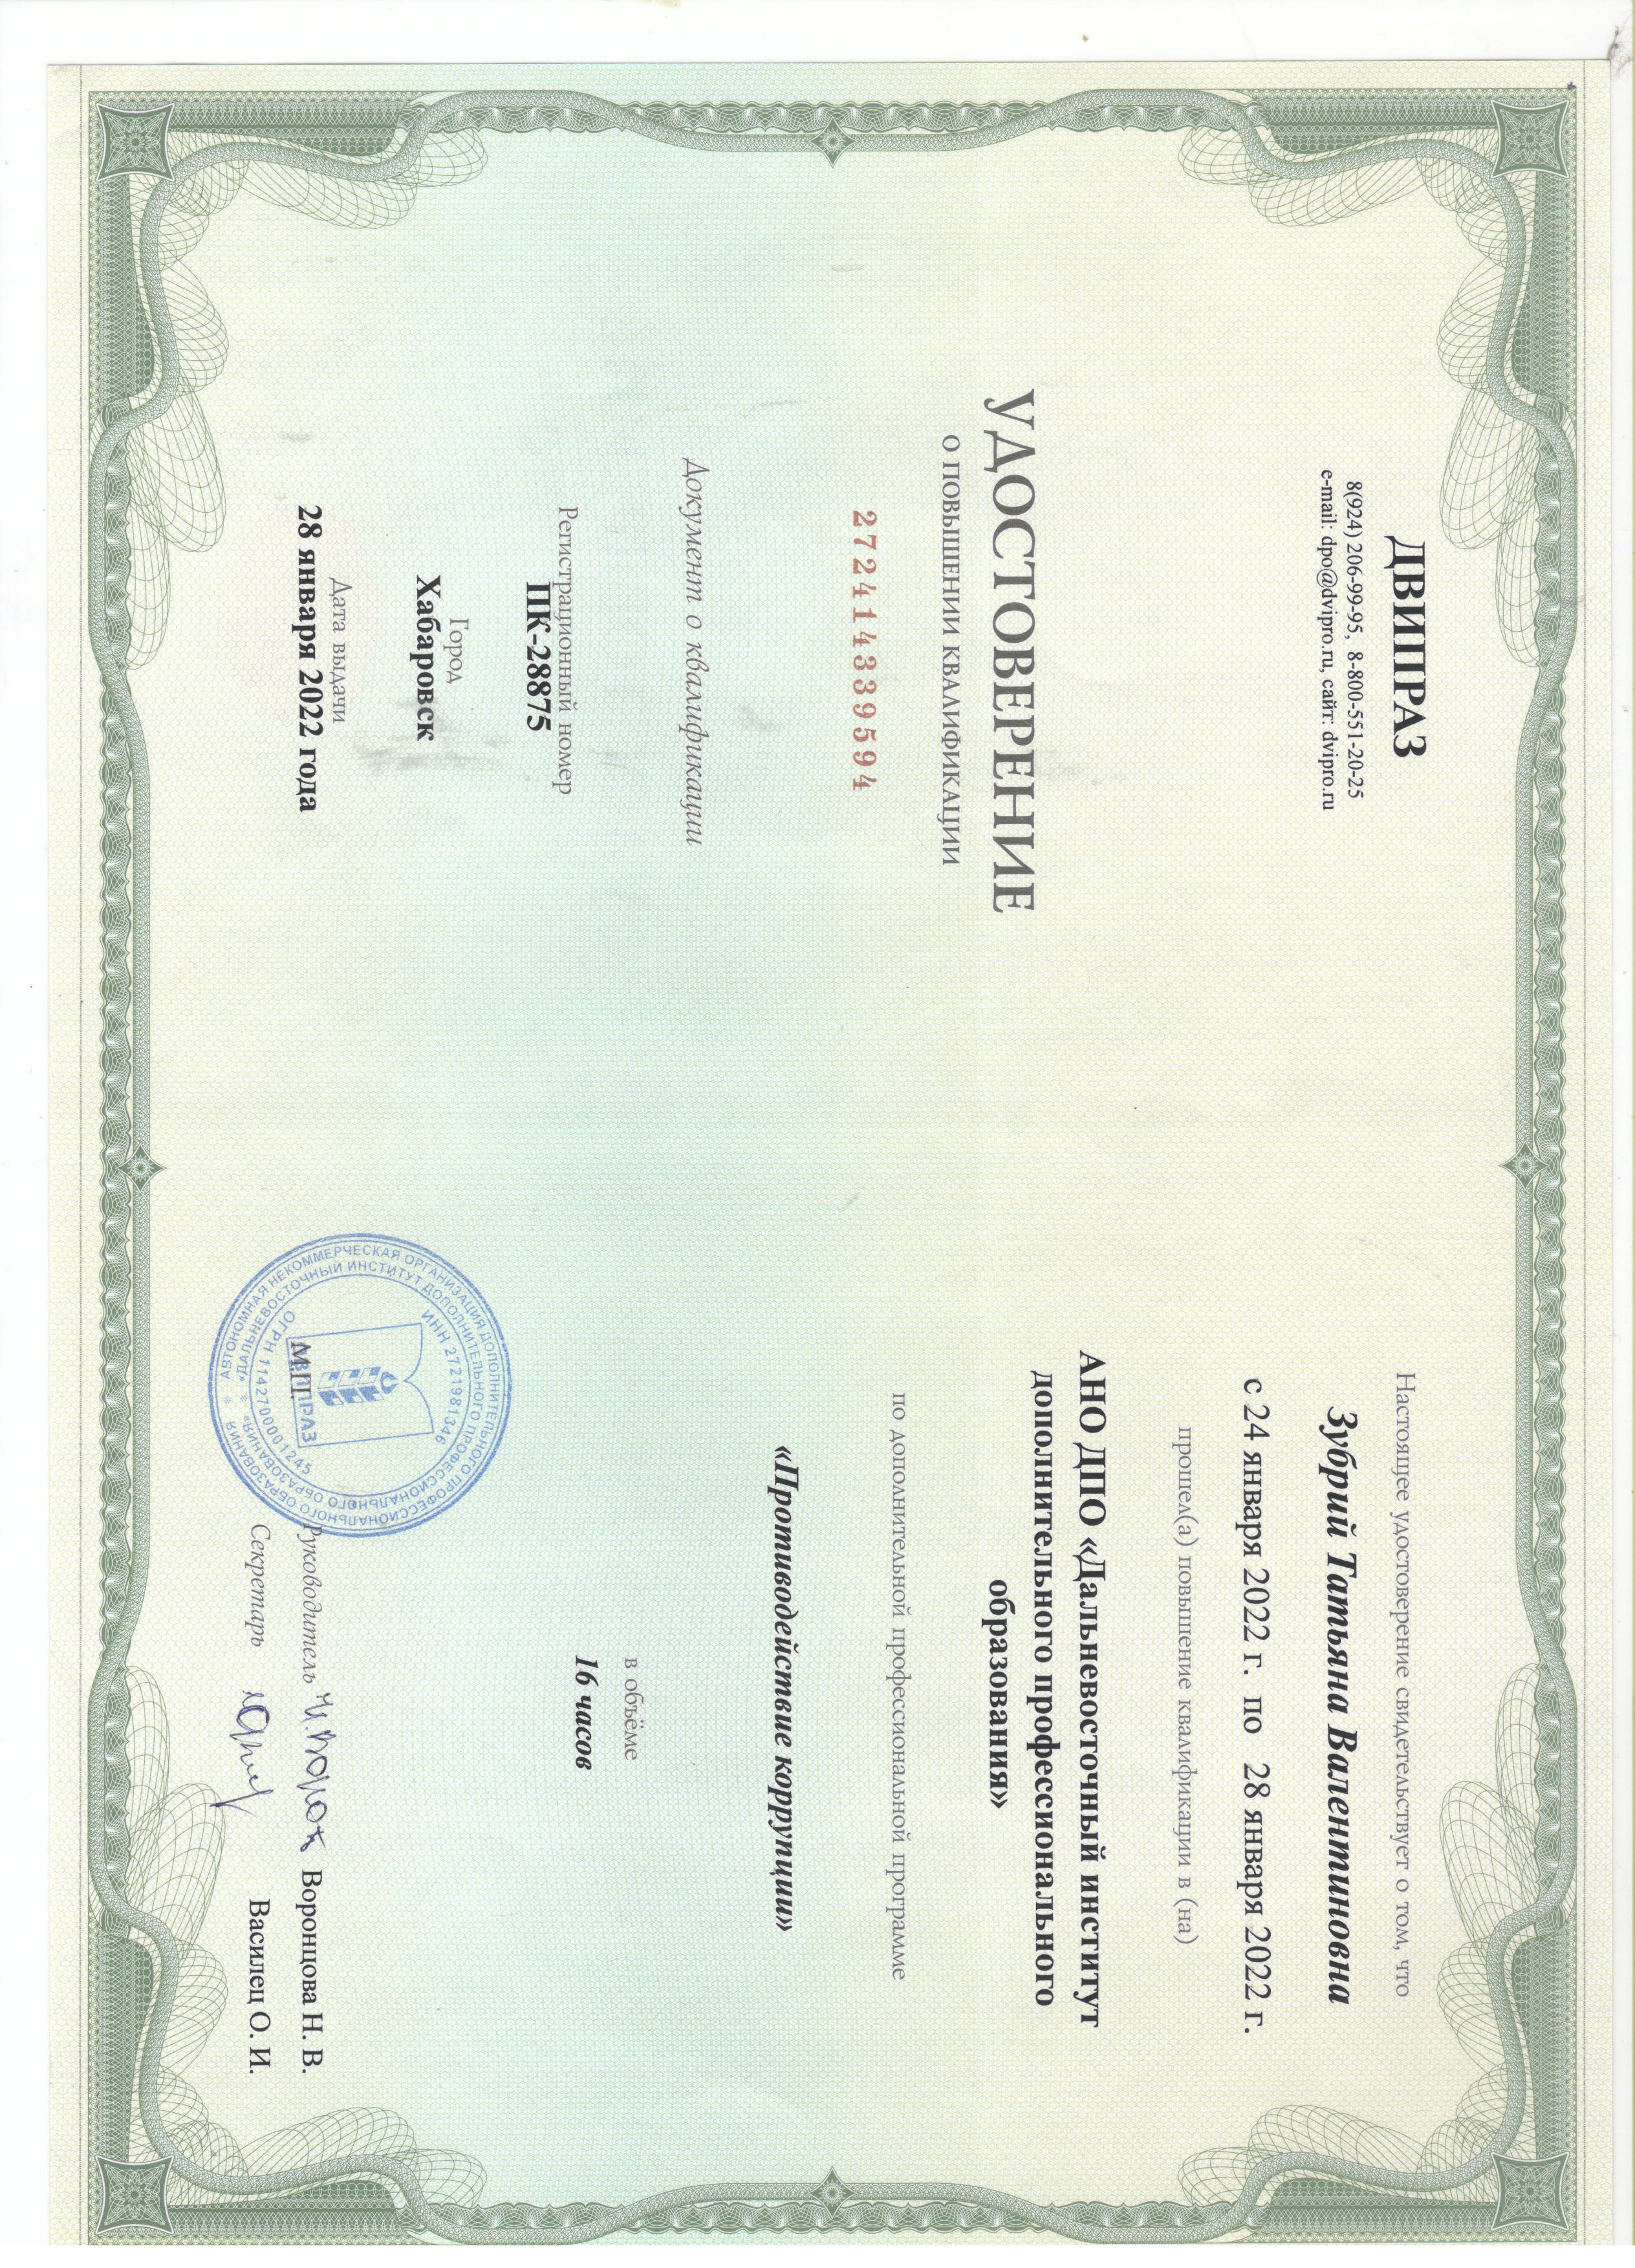 ДВИПРАЗ
8(924) 206-99-95, 8-800-551-20-25
e-mail: dpo@dvipro.ru, сайт: dvipro.ru
УДОСТОВЕРЕНИЕ
О ПОВЫШЕНИИ КВАЛИФИКАЦИИ
272414339594
Документ о квалификации
Регистрационный номер
ПК-28875
Город
Хабаровск
Дата выдачи
28 января 2022 года
Настоящее удостоверение свидетельствует о том, что
Зубрий Татьяна Валентиновна
с 24 января 2022 г. по 28 января 2022 г.
прошел(а) повышение квалификации в (на)
АНО ДПО «Дальневосточный институт
дополнительного профессионального
образования»
по дополнительной профессиональной программе
«Противодействие коррупции»
в объёме
16 часов
АВТОНОМНАЯ НЕКОММЕРЧЕСКАЯ ОРГАНИЗАЦИЯ ДОПОЛНИТЕЛЬНОГО ПРОФЕССИОНАЛЬНОГО ОБРАЗОВАНИЯ
«ДАЛЬНЕВОСТОЧНЫЙ ИНСТИТУТ ДОПОЛНИТЕЛЬНОГО ПРОФЕССИОНАЛЬНОГО ОБРАЗОВАНИЯ»
ИНН 2721981346
ДВИПРАЗ
ОГРН 1142700001245
М.П.
Руководитель Воронцова Н. В.
Секретарь Василец О. И.